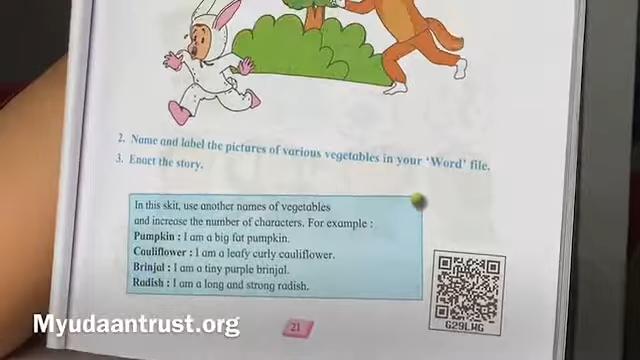 2. Name and label the pictures of various vegetables in your ‘Word’ file.
3. Enact the story.
In this skit, use another names of vegetables
and increase the number of characters. For example :
Pumpkin : I am a big fat pumpkin.
Cauliflower : I am a leafy curly cauliflower.
Brinjal : I am a tiny purple brinjal.
Radish : I am a long and strong radish.
G29LWG
Myudaantrust.org
21